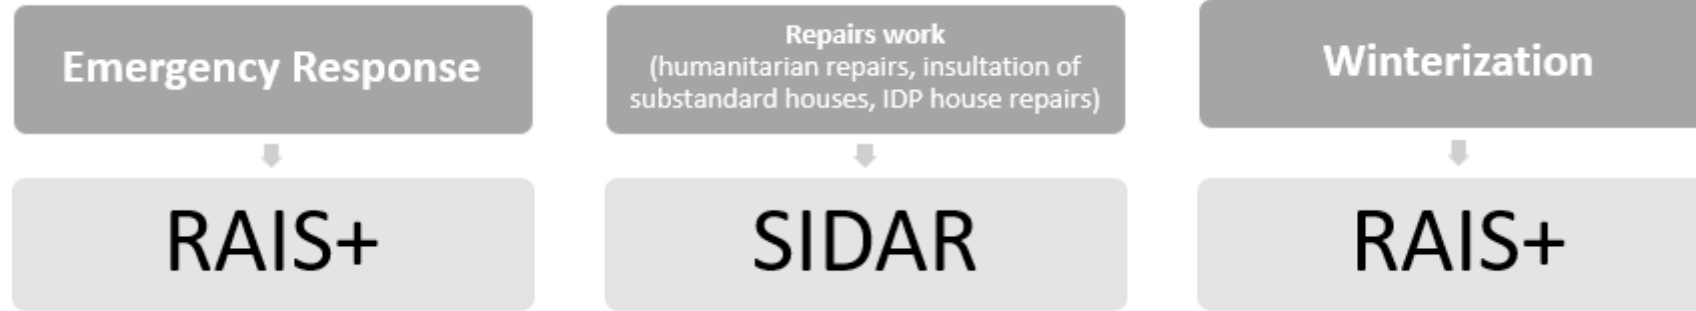 Emergency Response
RAIS+
Repairs work
(humanitarian repairs, insultation of
substandard houses, IDP house repairs)
SIDAR
Winterization
RAIS+